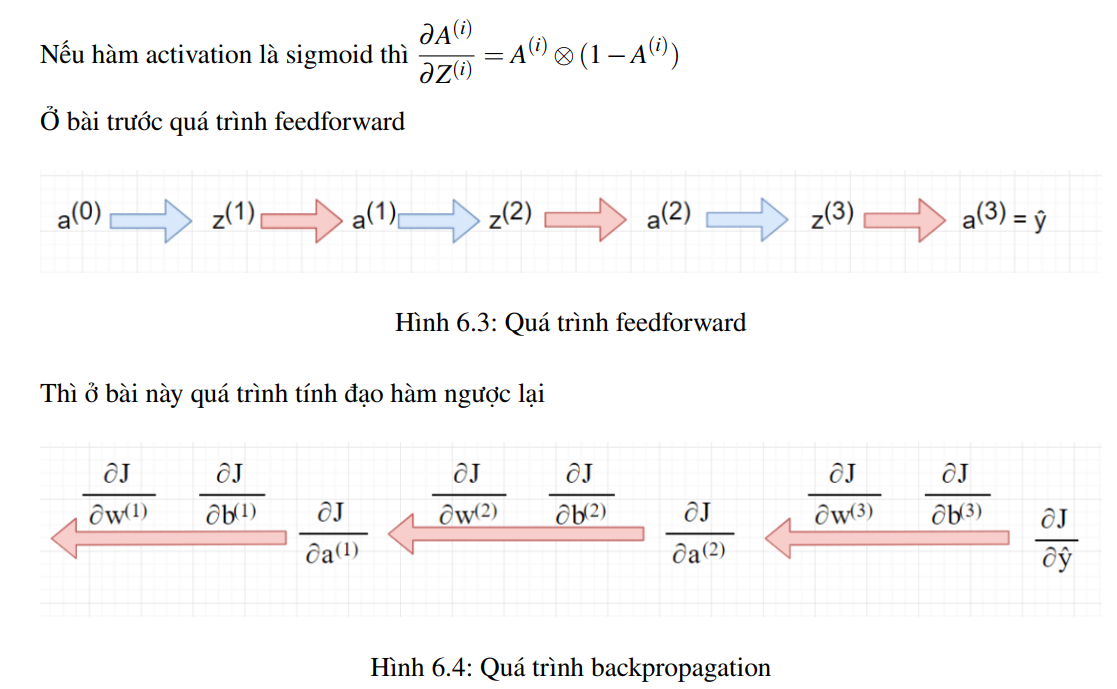 Nếu hàm activation là sigmoid thì ∂A⁽ⁱ⁾/∂Z⁽ⁱ⁾ = A⁽ⁱ⁾ ⊗ (1 − A⁽ⁱ⁾)
Ở bài trước quá trình feedforward
a(0) z(1) a(1) z(2) a(2) z(3) a(3) = ŷ
Hình 6.3: Quá trình feedforward
Thì ở bài này quá trình tính đạo hàm ngược lại
∂J/∂w(1) ∂J/∂b(1) ∂J/∂a(1) ∂J/∂w(2) ∂J/∂b(2) ∂J/∂a(2) ∂J/∂w(3) ∂J/∂b(3) ∂J/∂ŷ
Hình 6.4: Quá trình backpropagation